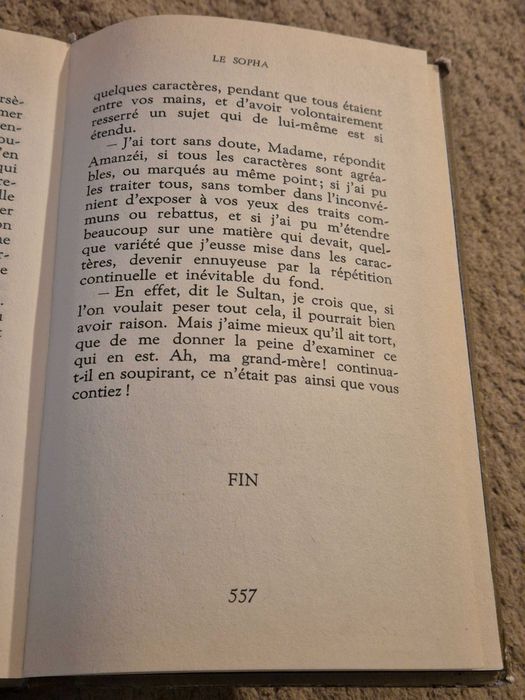 LE SOPHA
quelques caractères, pendant que tous étaient
entre vos mains, et d'avoir volontairement
resserré un sujet qui de lui-même est si
étendu.
— J'ai tort sans doute, Madame, répondit
Amanzéi, si tous les caractères sont agréa-
bles, ou marqués au même point ; si j'ai pu
les traiter tous, sans tomber dans l'inconvé-
nient d'exposer à vos yeux des traits com-
muns ou rebattus, et si j'ai pu m'étendre
beaucoup sur une matière qui devait, quel-
que variété que j'eusse mise dans les carac-
tères, devenir ennuyeuse par la répétition
continuelle et inévitable du fond.
— En effet, dit le Sultan, je crois que, si
l'on voulait peser tout cela, il pourrait bien
avoir raison. Mais j'aime mieux qu'il ait tort,
que de me donner la peine d'examiner ce
qui en est. Ah, ma grand-mère ! continua-
t-il en soupirant, ce n'était pas ainsi que vous
contiez !
FIN
557